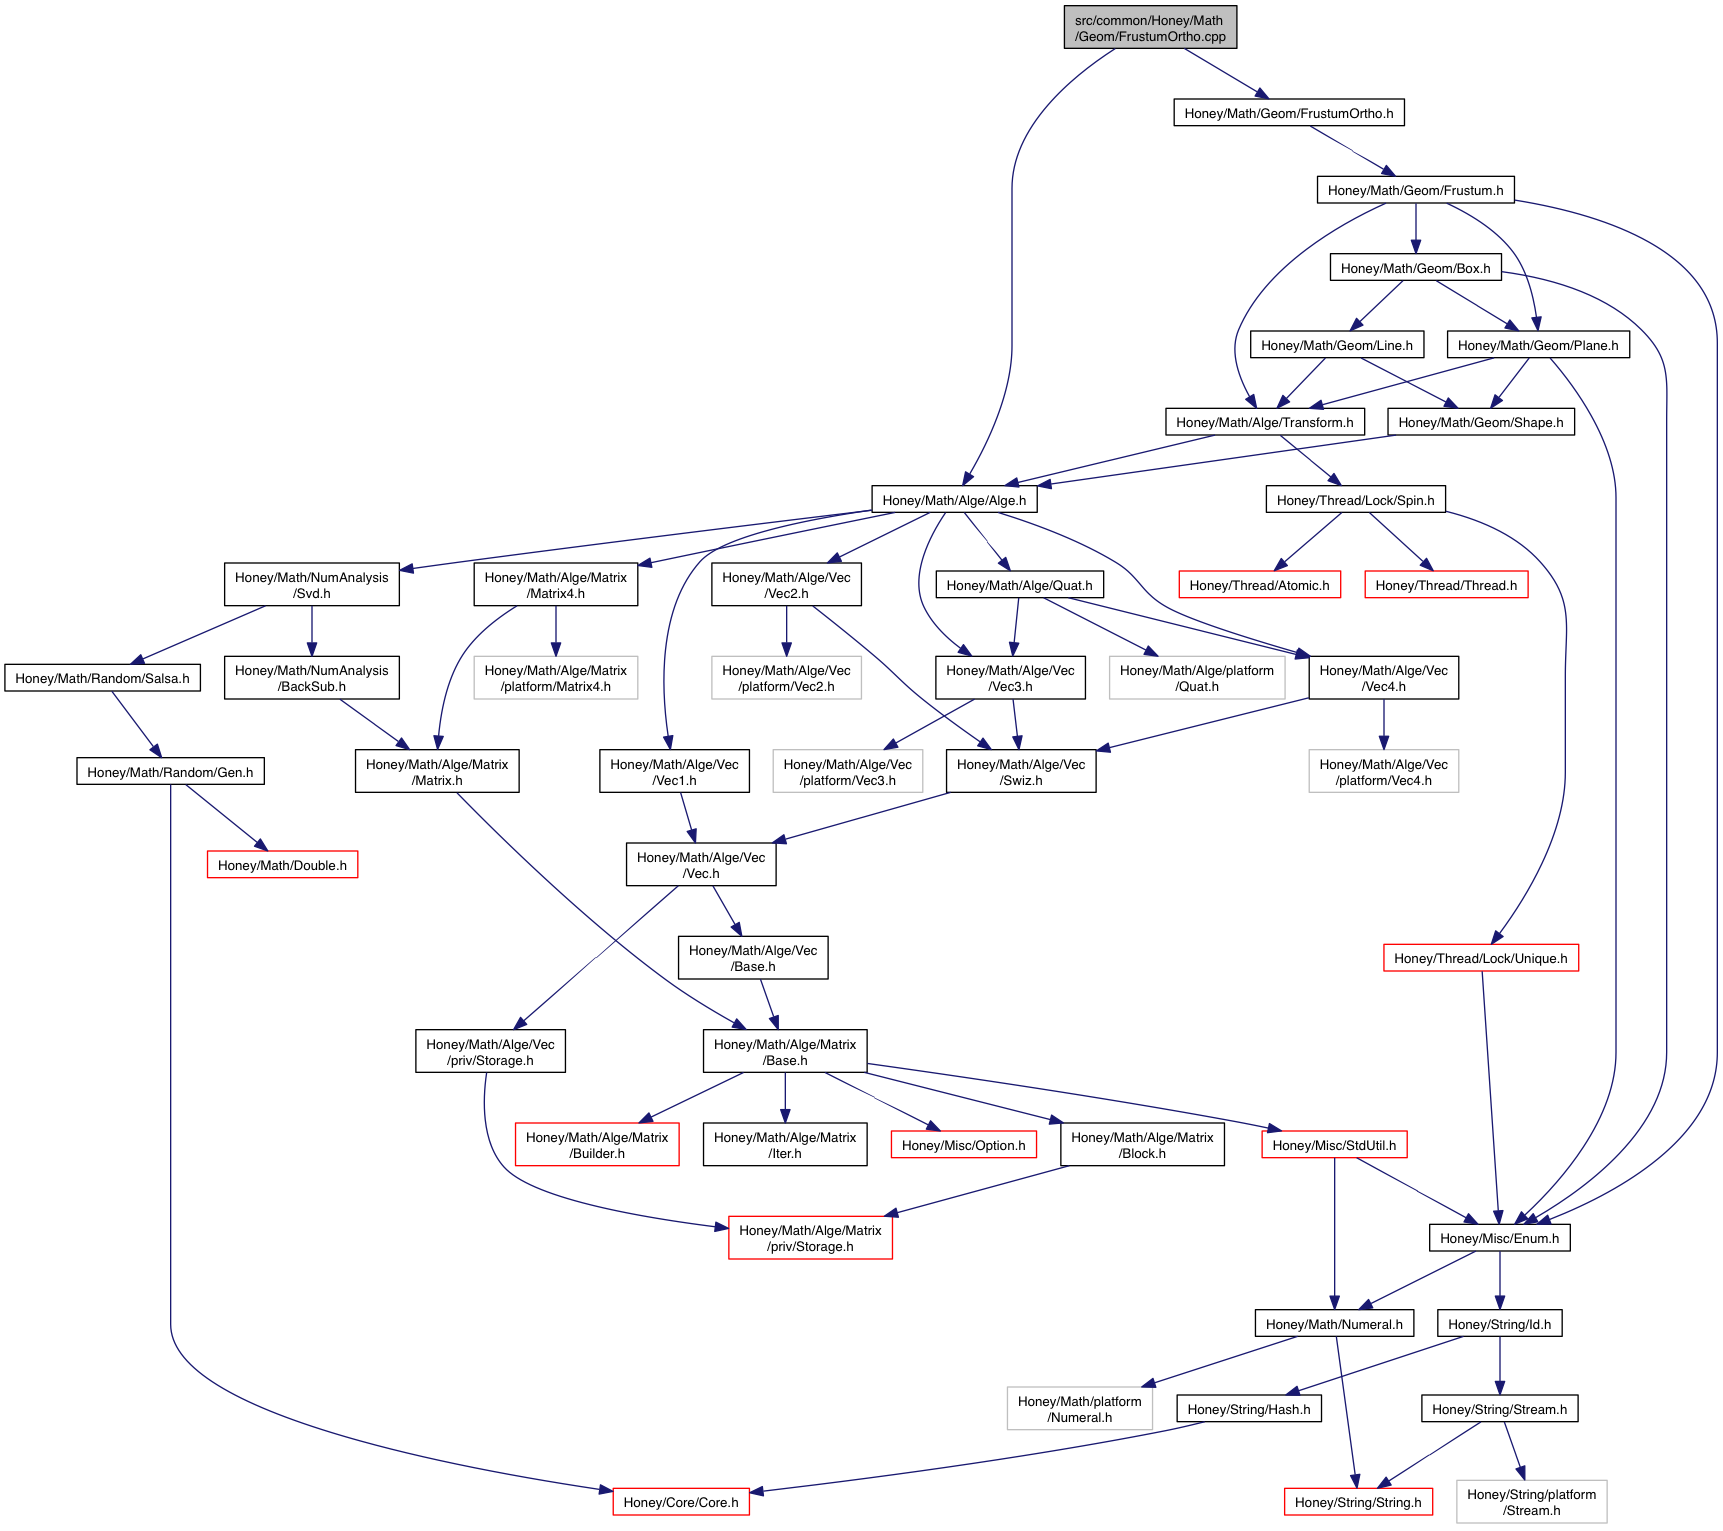 src/common/Honey/Math
/Geom/FrustumOrtho.cpp
Honey/Math/Geom/FrustumOrtho.h
Honey/Math/Geom/Frustum.h
Honey/Math/Geom/Box.h
Honey/Math/Geom/Line.h
Honey/Math/Geom/Plane.h
Honey/Math/Alge/Transform.h
Honey/Math/Geom/Shape.h
Honey/Math/Alge/Alge.h
Honey/Thread/Lock/Spin.h
Honey/Math/NumAnalysis
/Svd.h
Honey/Math/Alge/Matrix
/Matrix4.h
Honey/Math/Alge/Vec
/Vec2.h
Honey/Math/Alge/Quat.h
Honey/Thread/Atomic.h
Honey/Thread/Thread.h
Honey/Math/Random/Salsa.h
Honey/Math/NumAnalysis
/BackSub.h
Honey/Math/Alge/Matrix
/platform/Matrix4.h
Honey/Math/Alge/Vec
/platform/Vec2.h
Honey/Math/Alge/Vec
/Vec3.h
Honey/Math/Alge/platform
/Quat.h
Honey/Math/Alge/Vec
/Vec4.h
Honey/Math/Random/Gen.h
Honey/Math/Alge/Matrix
/Matrix.h
Honey/Math/Alge/Vec
/Vec1.h
Honey/Math/Alge/Vec
/platform/Vec3.h
Honey/Math/Alge/Vec
/Swiz.h
Honey/Math/Alge/Vec
/platform/Vec4.h
Honey/Math/Double.h
Honey/Math/Alge/Vec
/Vec.h
Honey/Math/Alge/Vec
/Base.h
Honey/Thread/Lock/Unique.h
Honey/Math/Alge/Vec
/priv/Storage.h
Honey/Math/Alge/Matrix
/Base.h
Honey/Math/Alge/Matrix
/Builder.h
Honey/Math/Alge/Matrix
/Iter.h
Honey/Misc/Option.h
Honey/Math/Alge/Matrix
/Block.h
Honey/Misc/StdUtil.h
Honey/Math/Alge/Matrix
/priv/Storage.h
Honey/Misc/Enum.h
Honey/Math/Numeral.h
Honey/String/Id.h
Honey/Math/platform
/Numeral.h
Honey/String/Hash.h
Honey/String/Stream.h
Honey/Core/Core.h
Honey/String/String.h
Honey/String/platform
/Stream.h